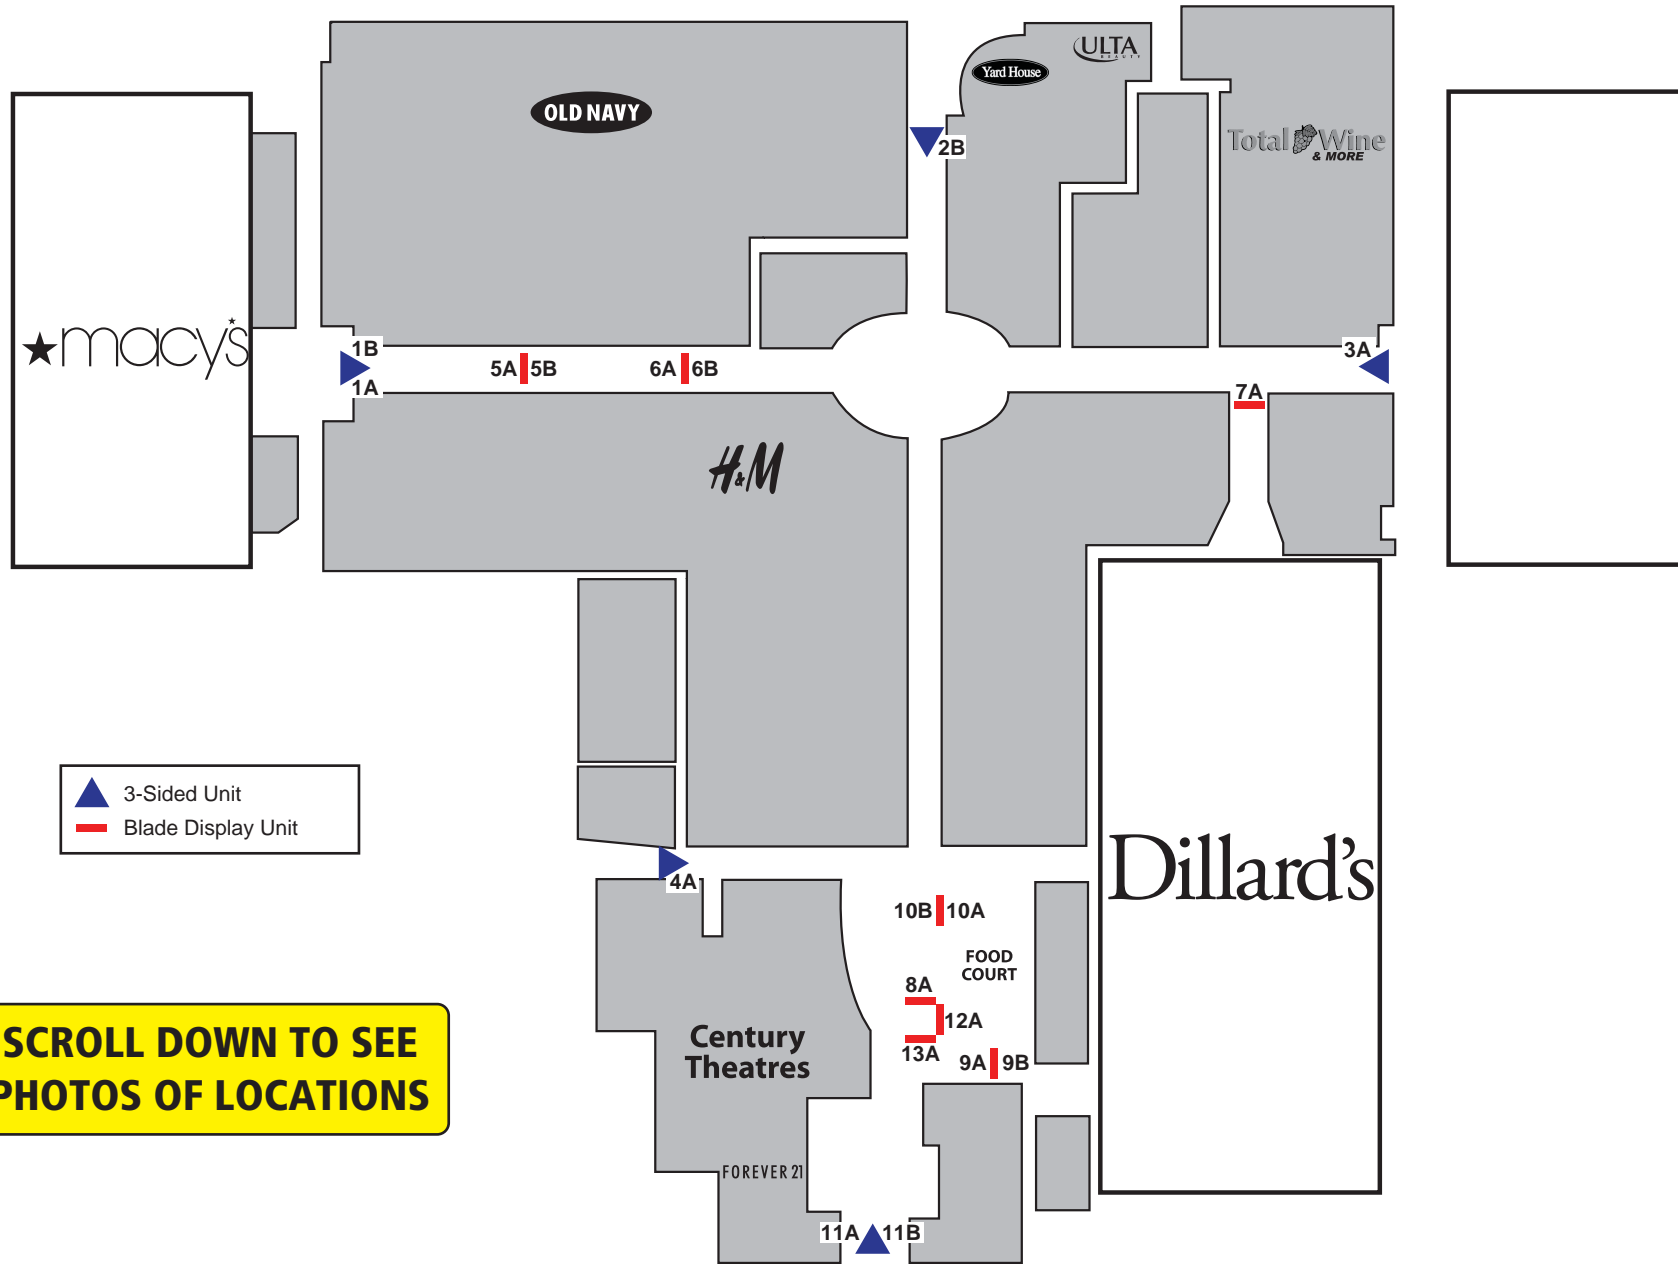 OLD NAVY
Yard House
ULTA
BEAUTY
2B
Total Wine
& MORE
macy's
1B
1A
5A 5B
6A 6B
3A
7A
H&M
3-Sided Unit
Blade Display Unit
4A
Dillard's
10B 10A
FOOD
COURT
8A
12A
13A
9A 9B
Century
Theatres
SCROLL DOWN TO SEE
PHOTOS OF LOCATIONS
FOREVER 21
11A 11B